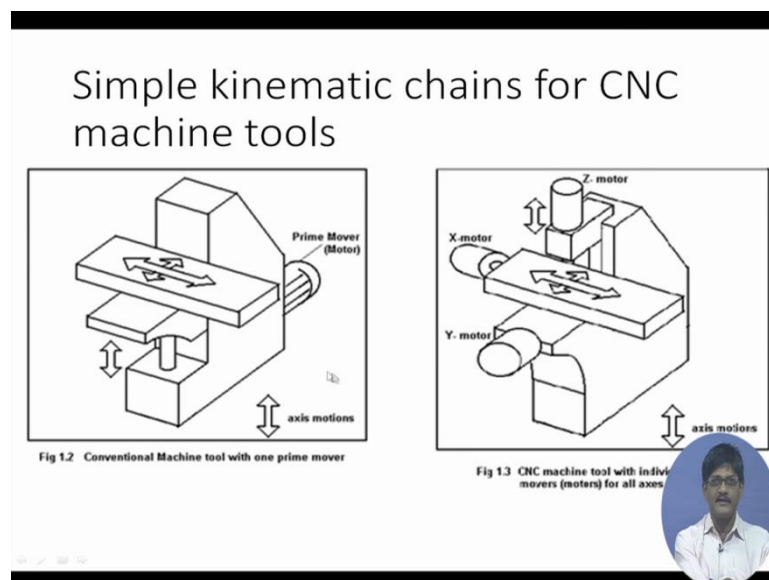 Simple kinematic chains for CNC
machine tools
Prime Mover
(Motor)
axis motions
Fig 1.2 Conventional Machine tool with one prime mover
Z- motor
X-motor
Y- motor
axis motions
Fig 1.3 CNC machine tool with
movers (moters) for all axes